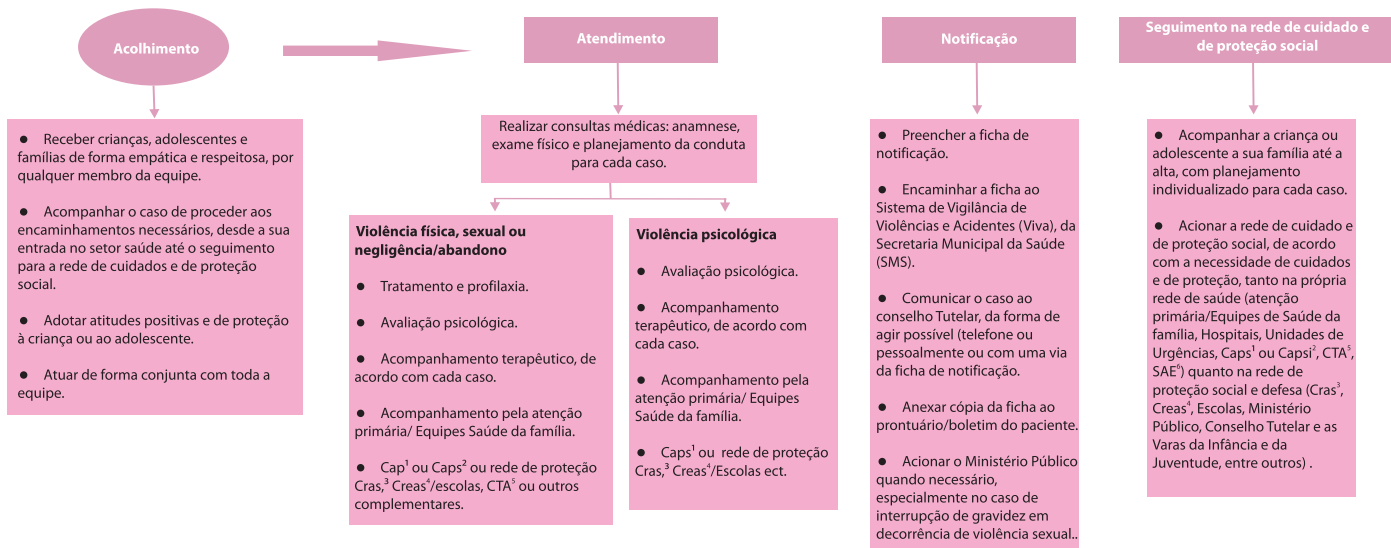 Acolhimento
● Receber crianças, adolescentes e
famílias de forma empática e respeitosa, por
qualquer membro da equipe.
● Acompanhar o caso de proceder aos
encaminhamentos necessários, desde a sua
entrada no setor saúde até o seguimento
para a rede de cuidados e de proteção
social.
● Adotar atitudes positivas e de proteção
à criança ou ao adolescente.
● Atuar de forma conjunta com toda a
equipe.
Atendimento
Realizar consultas médicas: anamnese,
exame físico e planejamento da conduta
para cada caso.
Violência física, sexual ou
negligência/abandono
● Tratamento e profilaxia.
● Avaliação psicológica.
● Acompanhamento terapêutico, de
acordo com cada caso.
● Acompanhamento pela atenção
primária/ Equipes Saúde da família.
● Cap¹ ou Caps² ou rede de proteção
Cras,³ Creas⁴/escolas, CTA⁵ ou outros
complementares.
Violência psicológica
● Avaliação psicológica.
● Acompanhamento
terapêutico, de acordo com
cada caso.
● Acompanhamento pela
atenção primária/ Equipes
Saúde da família.
● Caps¹ ou rede de proteção
Cras,³ Creas⁴/Escolas ect.
Notificação
● Preencher a ficha de
notificação.
● Encaminhar a ficha ao
Sistema de Vigilância de
Violências e Acidentes (Viva), da
Secretaria Municipal da Saúde
(SMS).
● Comunicar o caso ao
conselho Tutelar, da forma de
agir possível (telefone ou
pessoalmente ou com uma via
da ficha de notificação.
● Anexar cópia da ficha ao
prontuário/boletim do paciente.
● Acionar o Ministério Público
quando necessário,
especialmente no caso de
interrupção de gravidez em
decorrência de violência sexual..
Seguimento na rede de cuidado e
de proteção social
● Acompanhar a criança ou
adolescente a sua família até a
alta, com planejamento
individualizado para cada caso.
● Acionar a rede de cuidado e
de proteção social, de acordo
com a necessidade de cuidados
e de proteção, tanto na própria
rede de saúde (atenção
primária/Equipes de Saúde da
família, Hospitais, Unidades de
Urgências, Caps¹ ou Capsi², CTA⁵,
SAE⁶) quanto na rede de
proteção social e defesa (Cras³,
Creas⁴, Escolas, Ministério
Público, Conselho Tutelar e as
Varas da Infância e da
Juventude, entre outros) .